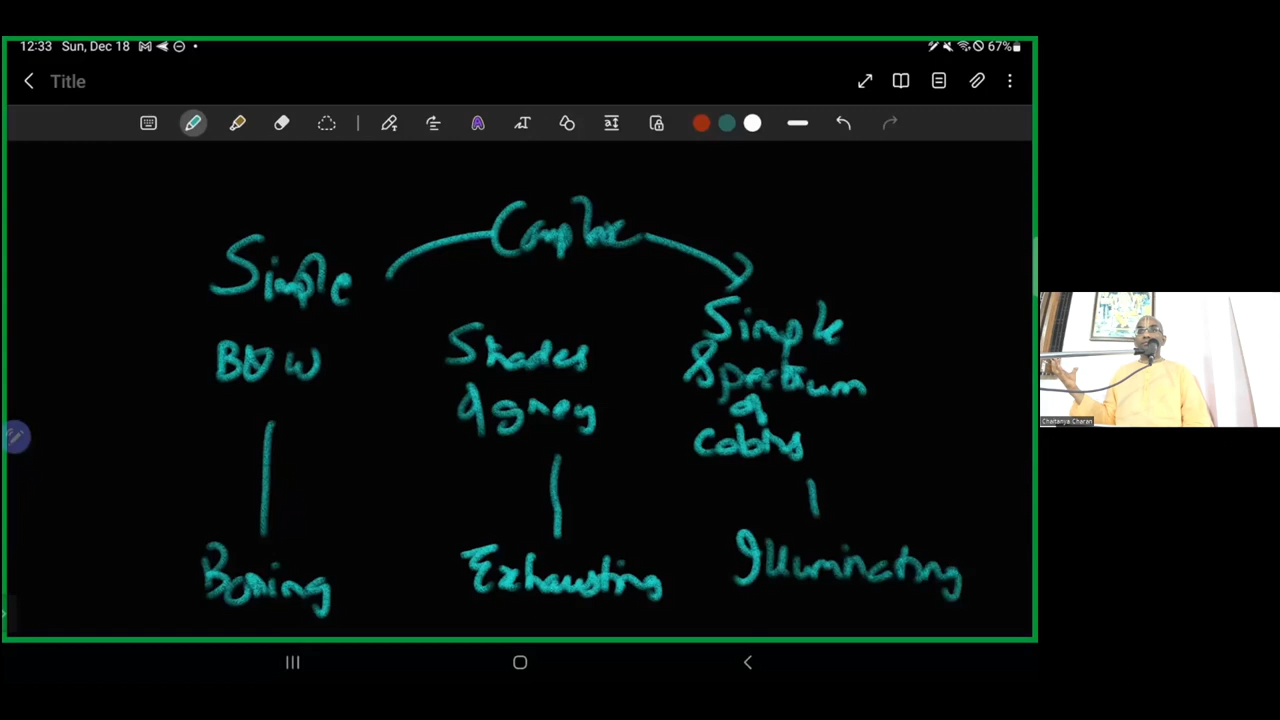 12:33 Sun, Dec 18
67%
Title
Complex
Simple
B&W
Boring
Shades
of grey
Exhausting
Simple
Spectrum
of
colors
Illuminating
Chaitanya Charan